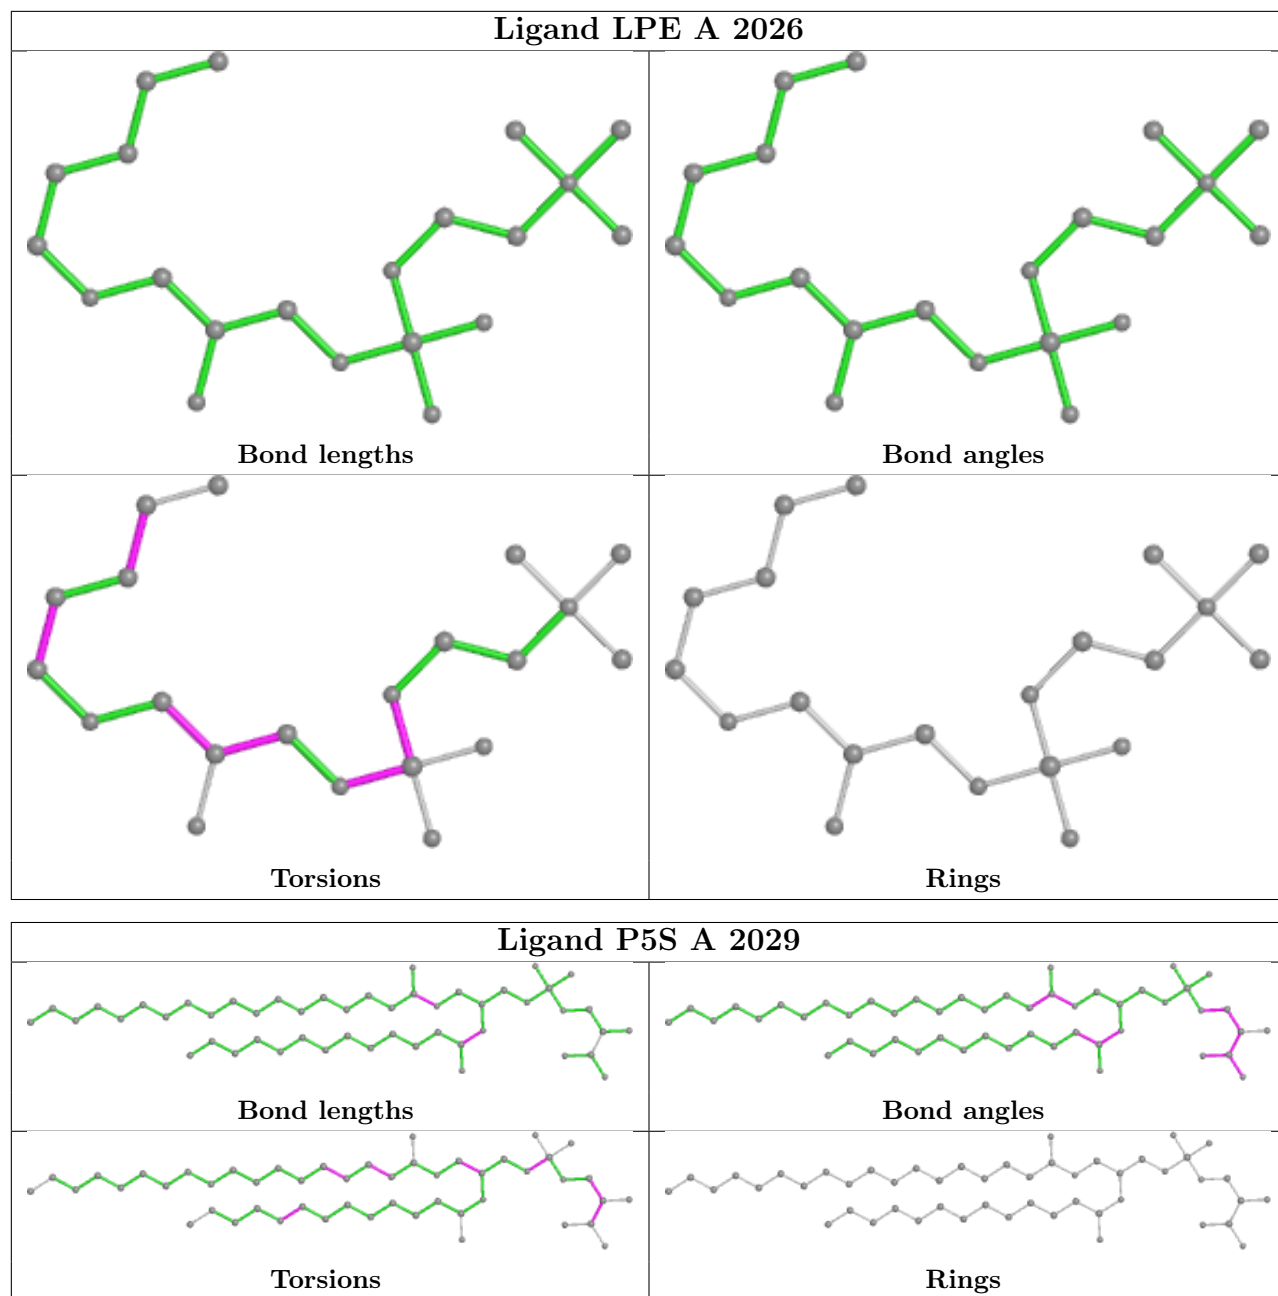 Ligand LPE A 2026
Bond lengths
Bond angles
Torsions
Rings
Ligand P5S A 2029
Bond lengths
Bond angles
Torsions
Rings